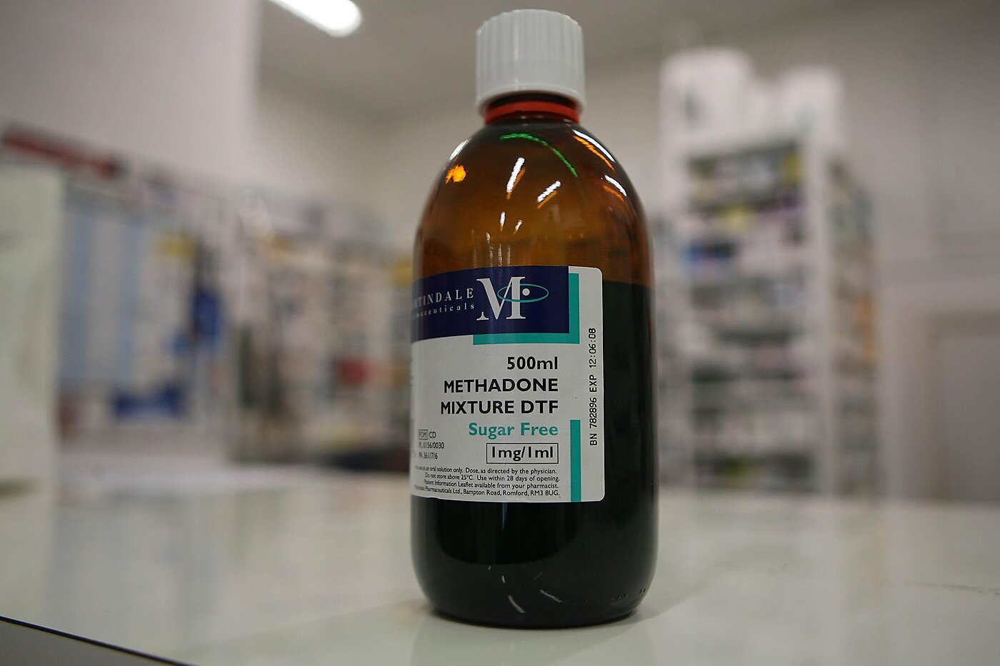 TINDALE
maceuticals
M
500ml
METHADONE
MIXTURE DTF
Sugar Free
1mg/1ml
POM CD
PL 0156/0030
PA 361/7/6
use as an oral solution only. Dose, as directed by the physician.
Do not store above 25°C. Use within 28 days of opening.
Patient Information Leaflet available from your pharmacist.
Pharmaceuticals Ltd., Bampton Road, Romford, RM3 8UG.
BN 782896 EXP 12:06:08